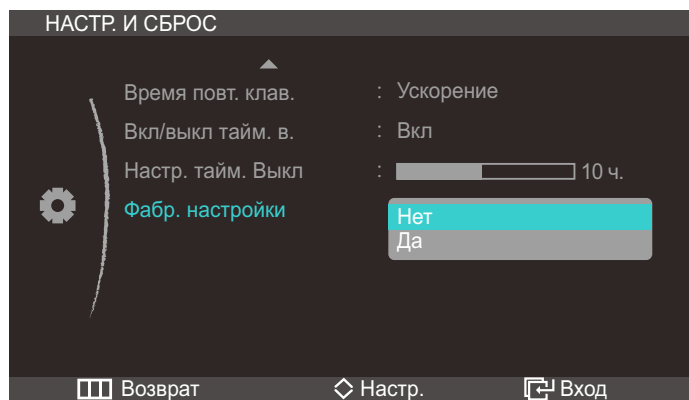 НАСТР. И СБРОС
Время повт. клав. : Ускорение
Вкл/выкл тайм. в. : Вкл
Настр. тайм. Выкл : 10 ч.
Фабр. настройки Нет
Да
Возврат Настр. Вход